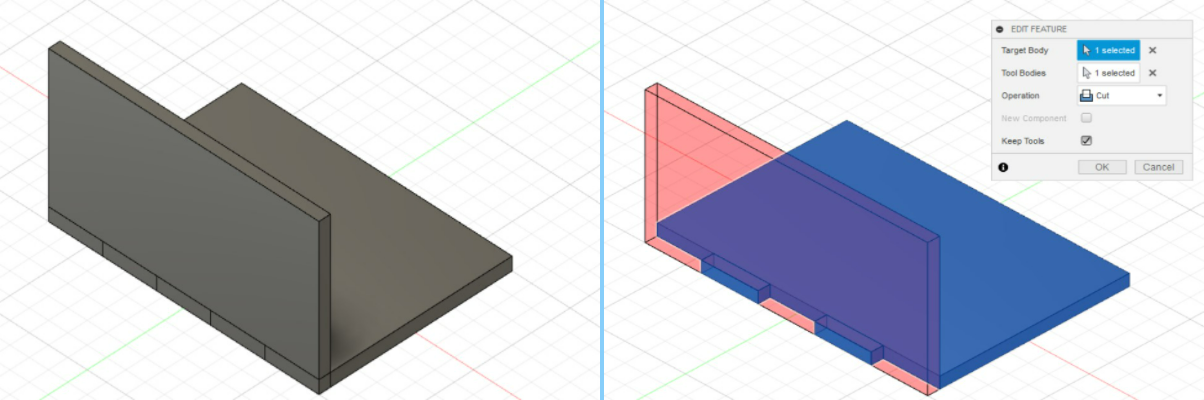 EDIT FEATURE
Target Body 1 selected
Tool Bodies 1 selected
Operation Cut
New Component
Keep Tools
OK Cancel